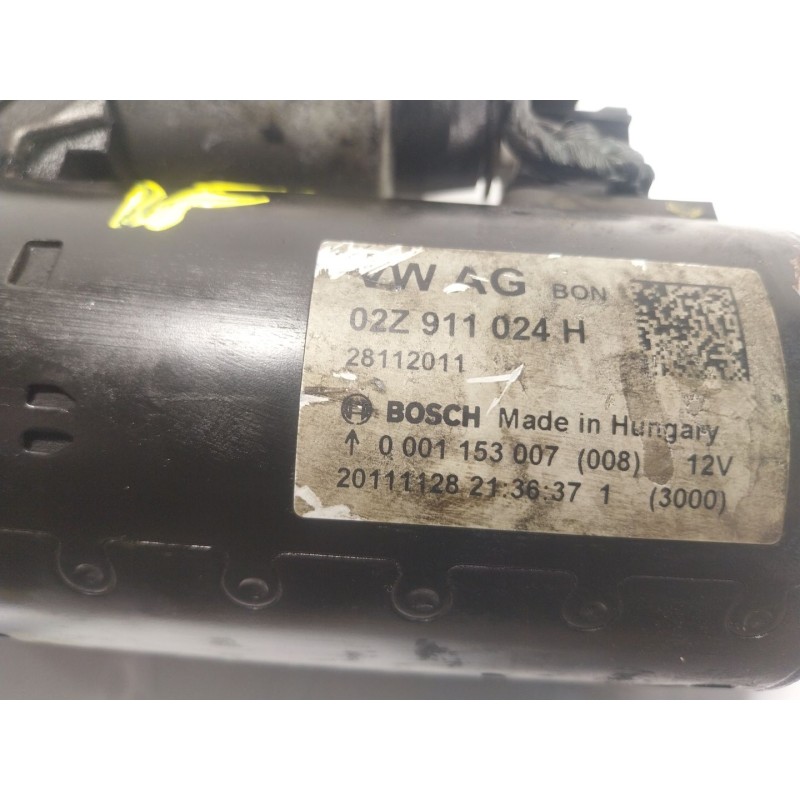 VW AG BON
02Z 911 024 H
28112011
BOSCH Made in Hungary
↑ 0 001 153 007 (008) 12V
20111128 21:36:37 1 (3000)